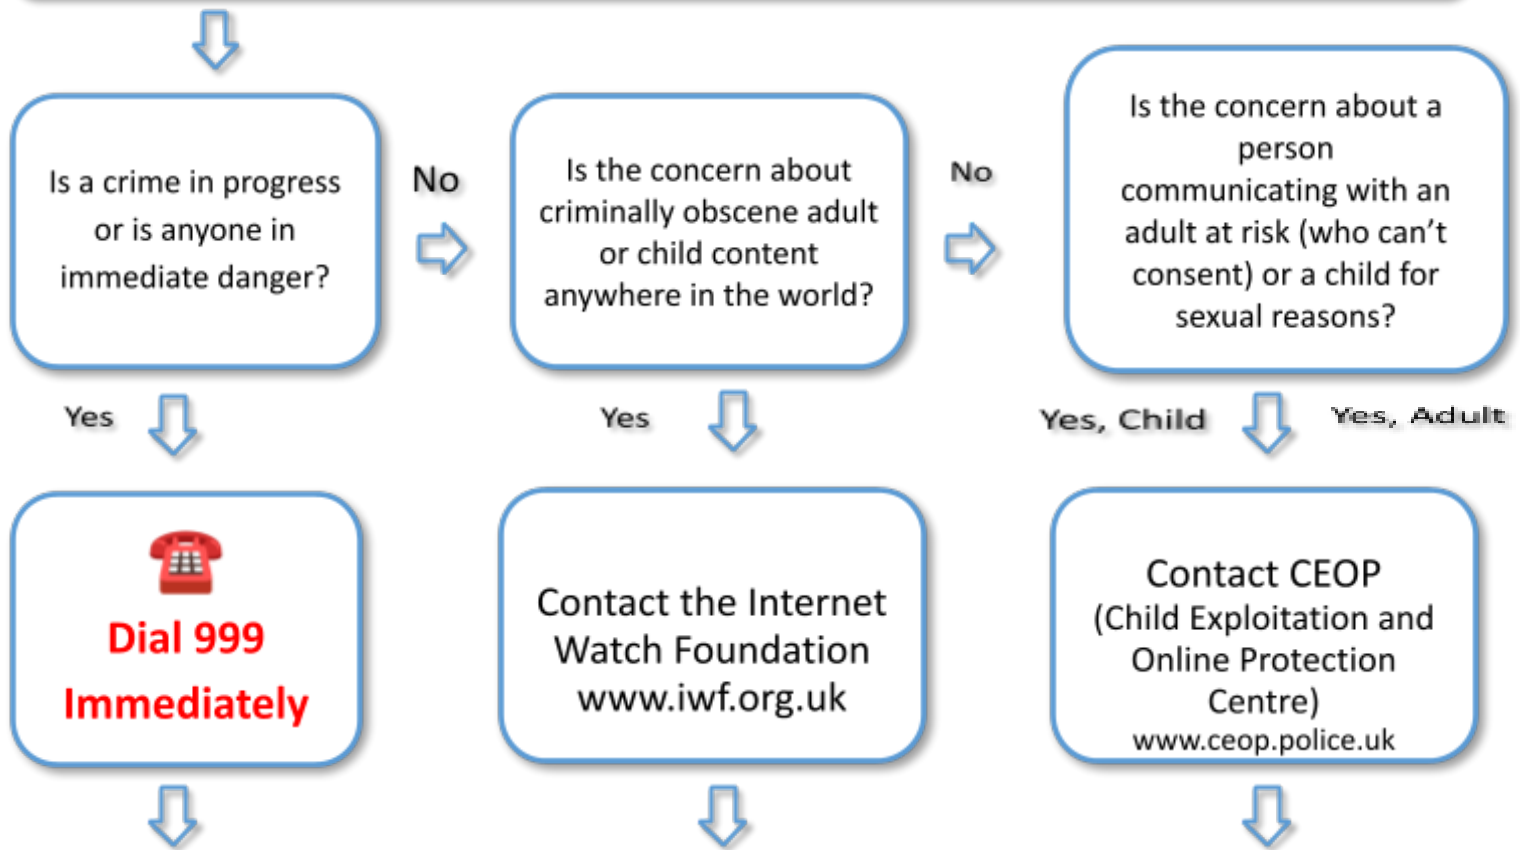 Is a crime in progress
or is anyone in
immediate danger?
No
Is the concern about
criminally obscene adult
or child content
anywhere in the world?
No
Is the concern about a
person
communicating with an
adult at risk (who can’t
consent) or a child for
sexual reasons?
Yes
Yes
Yes, Child
Yes, Adult
Dial 999
Immediately
Contact the Internet
Watch Foundation
www.iwf.org.uk
Contact CEOP
(Child Exploitation and
Online Protection
Centre)
www.ceop.police.uk